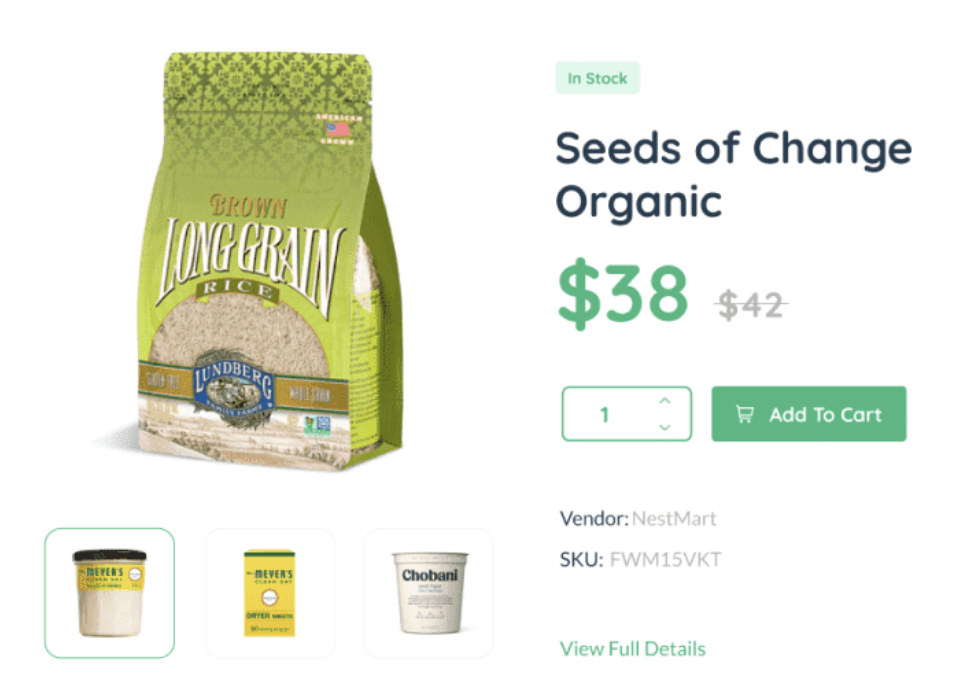 In Stock
Seeds of Change
Organic
$38 $42
1
Add To Cart
Vendor: NestMart
SKU: FWM15VKT
View Full Details
AMERICAN
GROWN
BROWN
LONG GRAIN
RICE
LUNDBERG
FAMILY FARMS
GLUTEN FREE
WHOLE GRAIN
MEYER'S
CLEAN DAY
MEYER'S
CLEAN DAY
DRYER SHEETS
Chobani